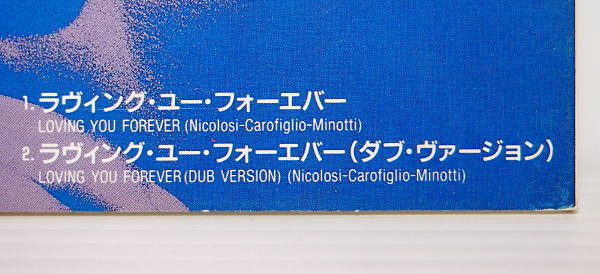 1. ラヴィング・ユー・フォーエバー
LOVING YOU FOREVER (Nicolosi-Carofiglio-Minotti)
2. ラヴィング・ユー・フォーエバー(ダブ・ヴァージョン)
LOVING YOU FOREVER (DUB VERSION) (Nicolosi-Carofiglio-Minotti)